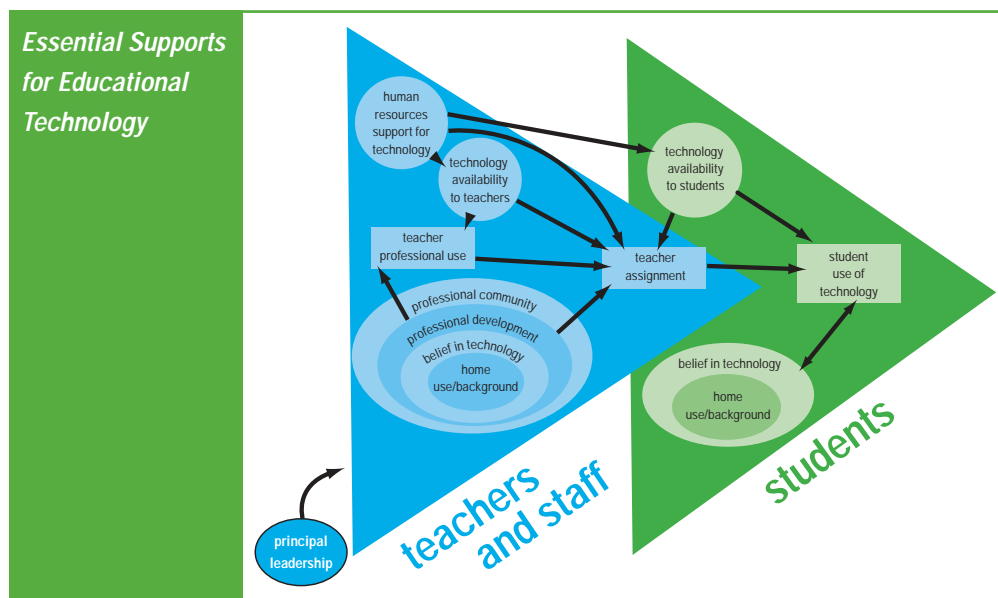 Essential Supports
for Educational
Technology
human
resources
support for
technology
technology
availability
to teachers
teacher
professional use
professional community
professional development
belief in technology
home
use/background
teacher
assignment
technology
availability
to students
student
use of
technology
belief in technology
home
use/background
principal
leadership
teachers
and staff
students